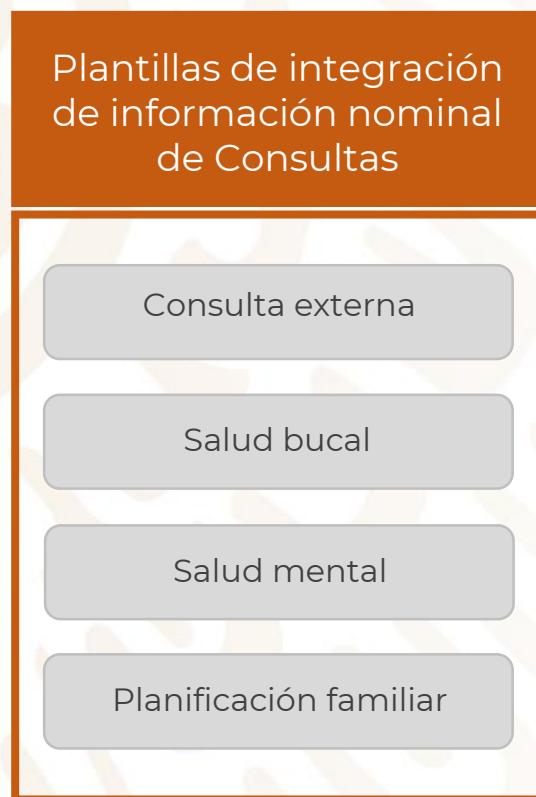 Plantillas de integración
de información nominal
de Consultas
Consulta externa
Salud bucal
Salud mental
Planificación familiar